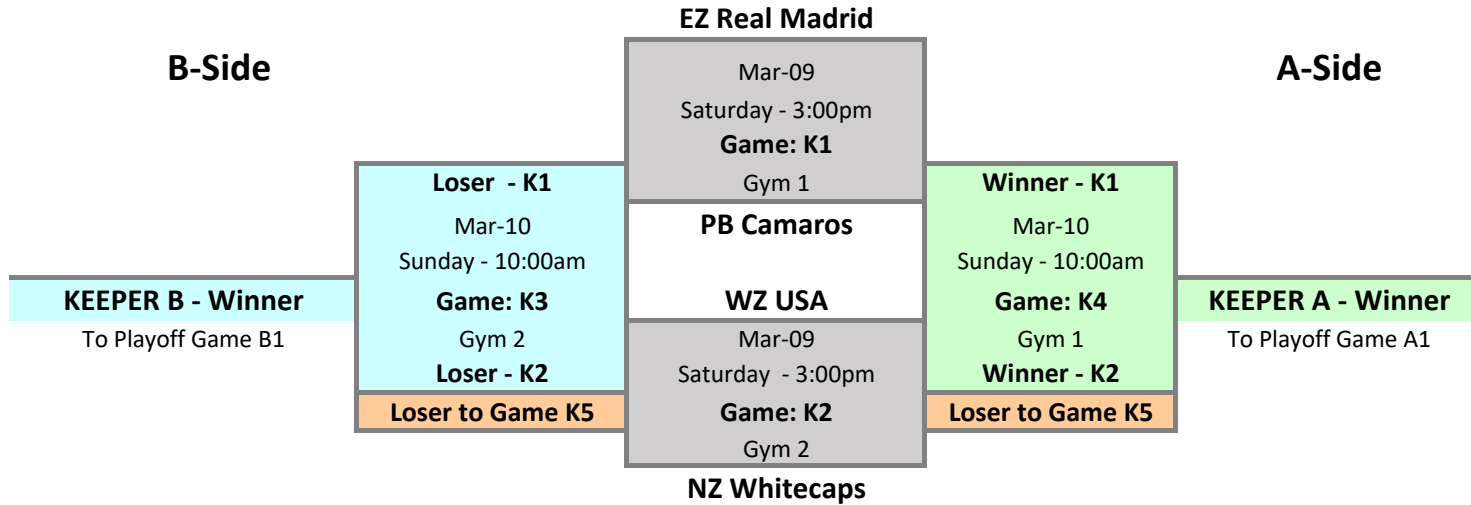 EZ Real Madrid
B-Side
A-Side
Mar-09
Saturday - 3:00pm
Game: K1
Gym 1
PB Camaros
Loser - K1
Mar-10
Sunday - 10:00am
Game: K3
Gym 2
Loser - K2
Loser to Game K5
KEEPER B - Winner
To Playoff Game B1
Winner - K1
Mar-10
Sunday - 10:00am
Game: K4
Gym 1
Winner - K2
Loser to Game K5
KEEPER A - Winner
To Playoff Game A1
WZ USA
Mar-09
Saturday - 3:00pm
Game: K2
Gym 2
NZ Whitecaps